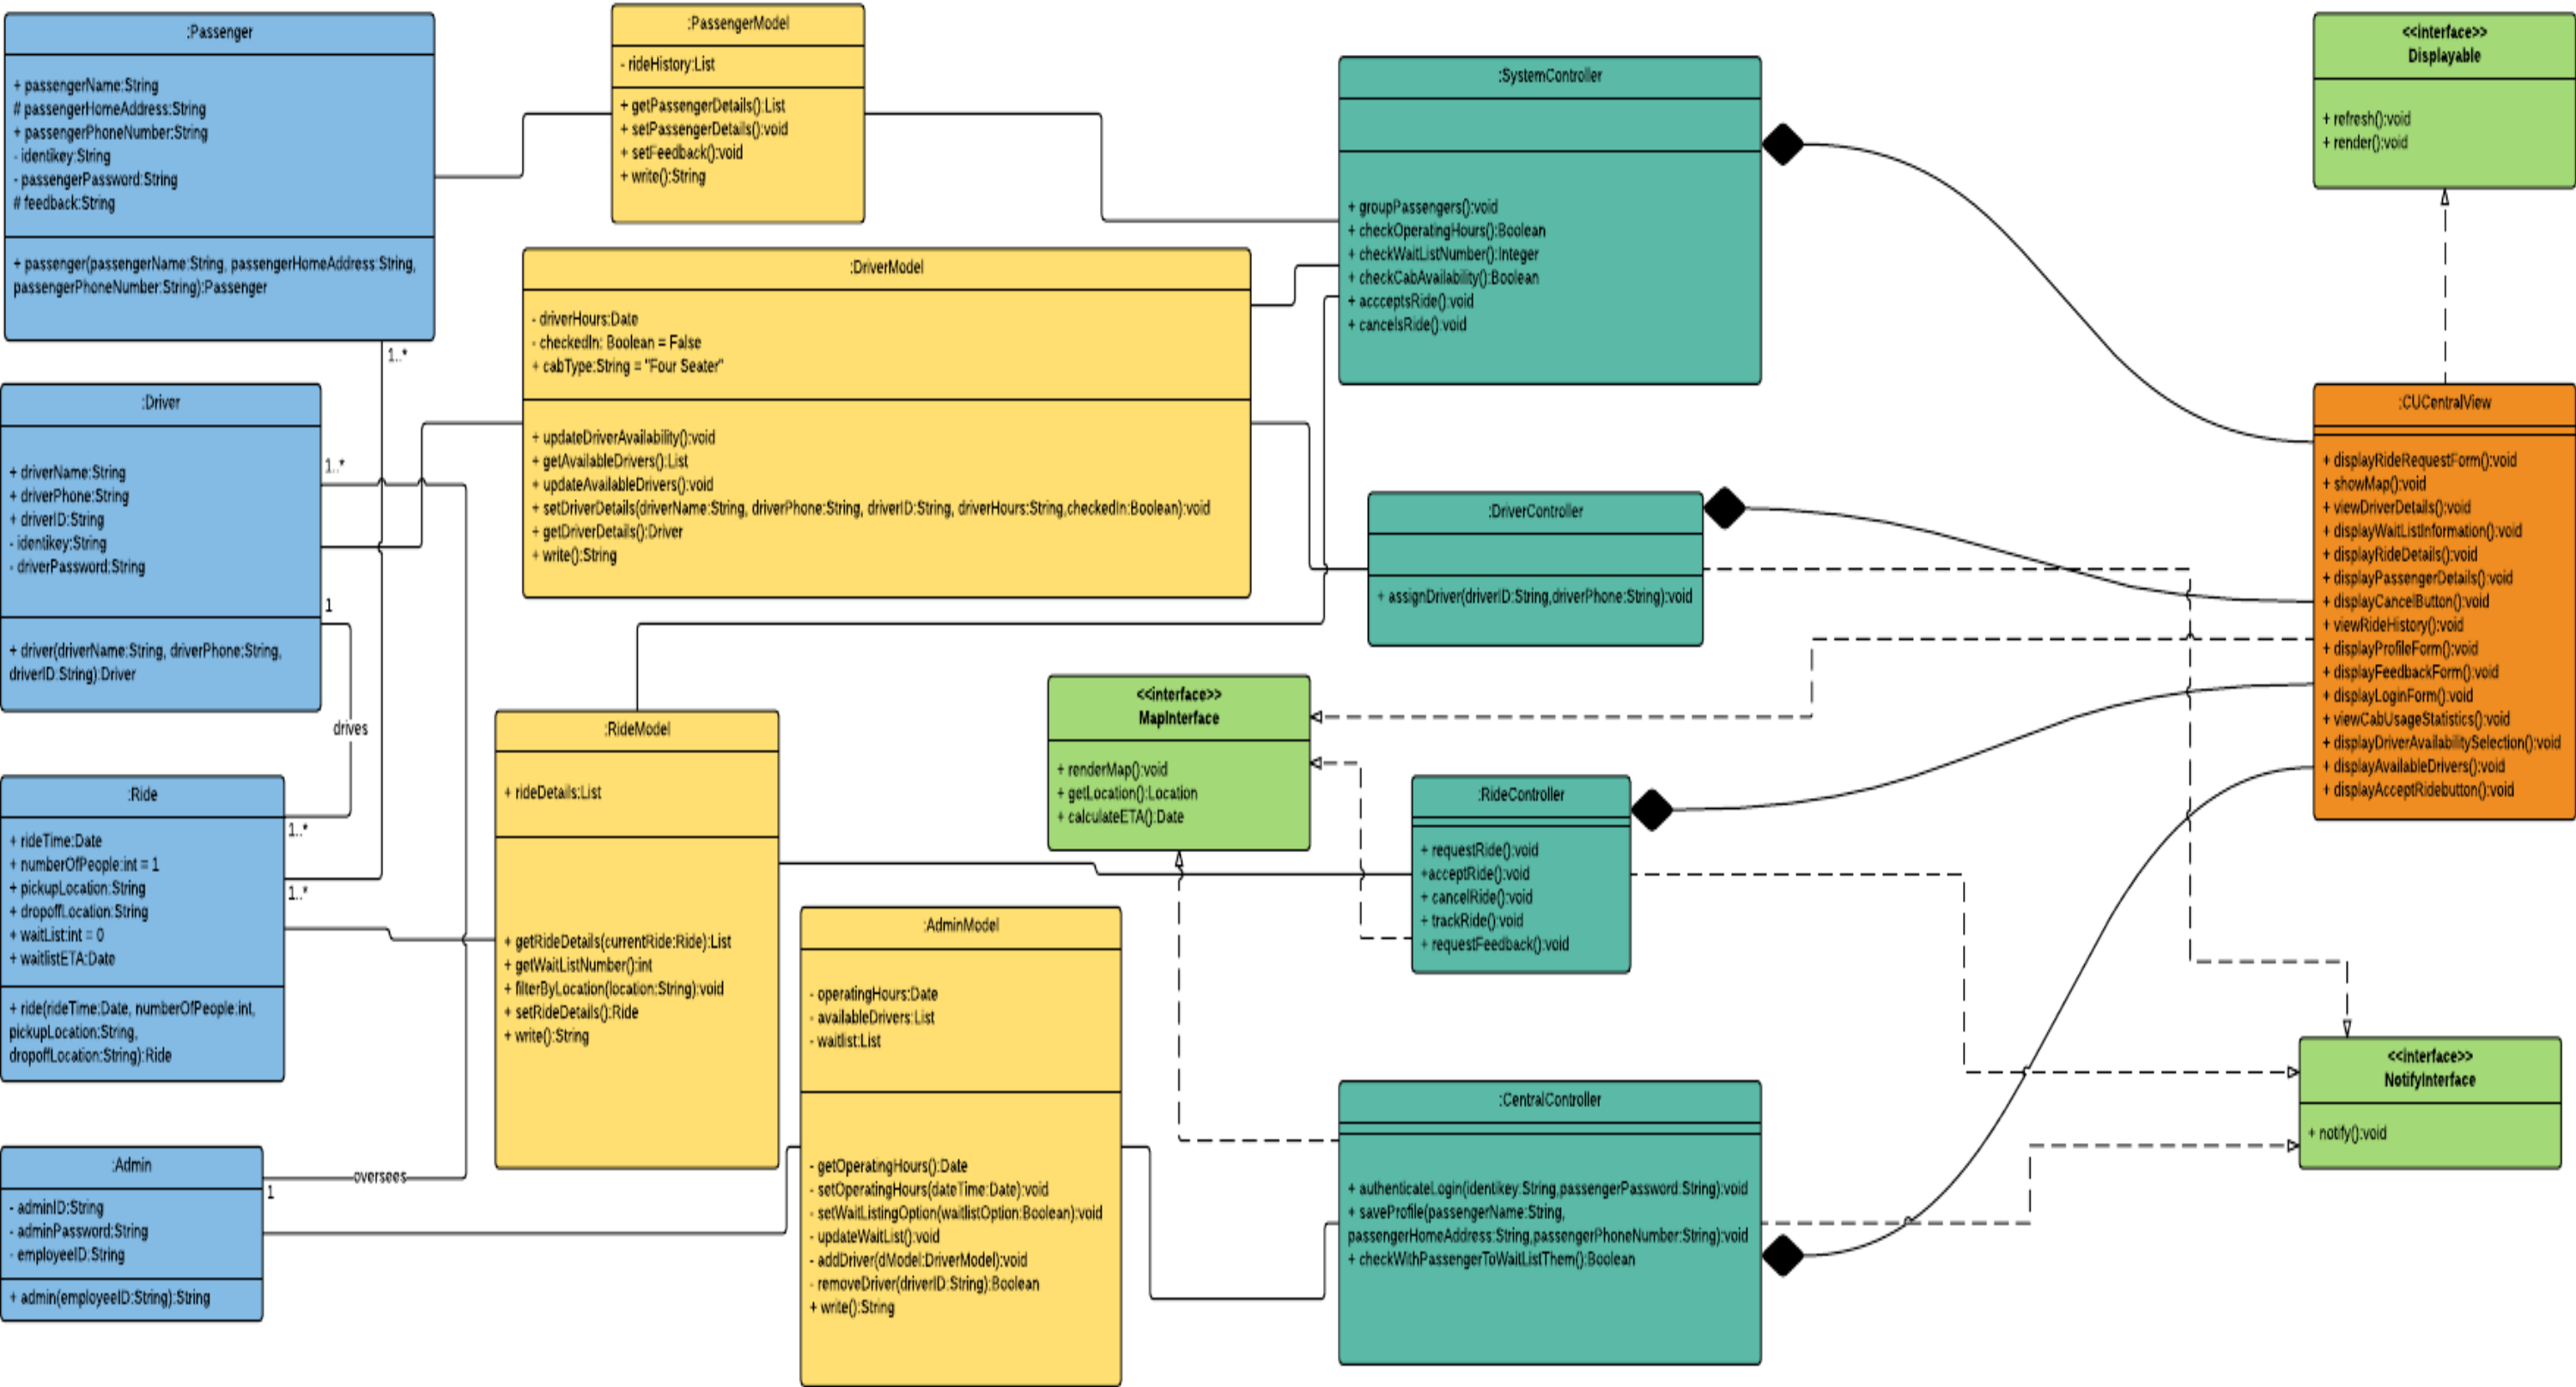 :Passenger
+ passengerName:String
# passengerHomeAddress:String
+ passengerPhoneNumber:String
- identikey:String
- passengerPassword:String
# feedback:String
+ passenger(passengerName:String, passengerHomeAddress:String,
passengerPhoneNumber:String):Passenger
1..*
:Driver
+ driverName:String
+ driverPhone:String
+ driverID:String
- identikey:String
- driverPassword:String
+ driver(driverName:String, driverPhone:String,
driverID:String):Driver
1..*
1
drives
:Ride
+ rideTime:Date
+ numberOfPeople:int = 1
+ pickupLocation:String
+ dropoffLocation:String
+ waitList:int = 0
+ waitlistETA:Date
+ ride(rideTime:Date, numberOfPeople:int,
pickupLocation:String,
dropoffLocation:String):Ride
1..*
1..*
:Admin
- adminID:String
- adminPassword:String
- employeeID:String
+ admin(employeeID:String):String
1
oversees
:PassengerModel
- rideHistory:List
+ getPassengerDetails():List
+ setPassengerDetails():void
+ setFeedback():void
+ write():String
:DriverModel
- driverHours:Date
- checkedIn: Boolean = False
+ cabType:String = "Four Seater"
+ updateDriverAvailability():void
+ getAvailableDrivers():List
+ updateAvailableDrivers():void
+ setDriverDetails(driverName:String, driverPhone:String, driverID:String, driverHours:String,checkedIn:Boolean):void
+ getDriverDetails():Driver
+ write():String
:RideModel
+ rideDetails:List
+ getRideDetails(currentRide:Ride):List
+ getWaitListNumber():int
+ filterByLocation(location:String):void
+ setRideDetails():Ride
+ write():String
:AdminModel
- operatingHours:Date
- availableDrivers:List
- waitlist:List
- getOperatingHours():Date
- setOperatingHours(dateTime:Date):void
- setWaitListingOption(waitlistOption:Boolean):void
- updateWaitList():void
- addDriver(dModel:DriverModel):void
- removeDriver(driverID:String):Boolean
+ write():String
:SystemController
+ groupPassengers():void
+ checkOperatingHours():Boolean
+ checkWaitListNumber():Integer
+ checkCabAvailability():Boolean
+ accceptsRide():void
+ cancelsRide():void
:DriverController
+ assignDriver(driverID:String,driverPhone:String):void
<<interface>>
MapInterface
+ renderMap():void
+ getLocation():Location
+ calculateETA():Date
:RideController
+ requestRide():void
+acceptRide():void
+ cancelRide():void
+ trackRide():void
+ requestFeedback():void
:CentralController
+ authenticateLogin(identikey:String,passengerPassword:String):void
+ saveProfile(passengerName:String,
passengerHomeAddress:String,passengerPhoneNumber:String):void
+ checkWithPassengerToWaitListThem():Boolean
<<interface>>
Displayable
+ refresh():void
+ render():void
:CUCentralView
+ displayRideRequestForm():void
+ showMap():void
+ viewDriverDetails():void
+ displayWaitListInformation():void
+ displayRideDetails():void
+ displayPassengerDetails():void
+ displayCancelButton():void
+ viewRideHistory():void
+ displayProfileForm():void
+ displayFeedbackForm():void
+ displayLoginForm():void
+ viewCabUsageStatistics():void
+ displayDriverAvailabilitySelection():void
+ displayAvailableDrivers():void
+ displayAcceptRidebutton():void
<<interface>>
NotifyInterface
+ notify():void